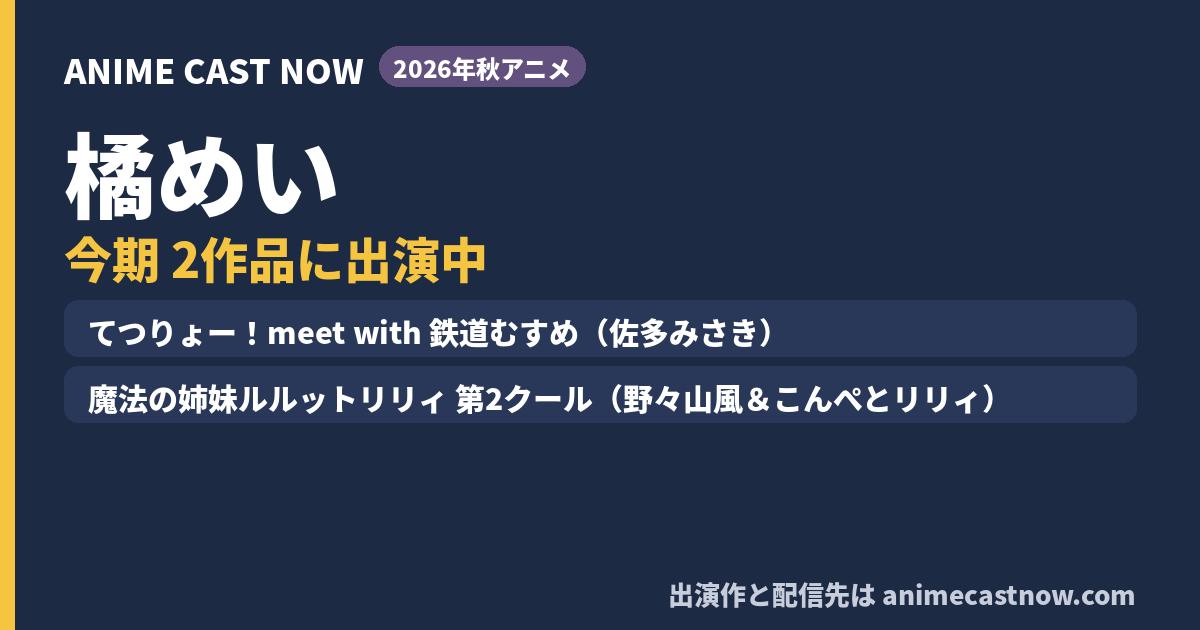 ANIME CAST NOW 2026年秋アニメ
橘めい
今期 2作品に出演中
てつりょー！meet with 鉄道むすめ（佐多みさき）
魔法の姉妹ルルットリリィ 第2クール（野々山風＆こんぺとリリィ）
出演作と配信先は animecastnow.com